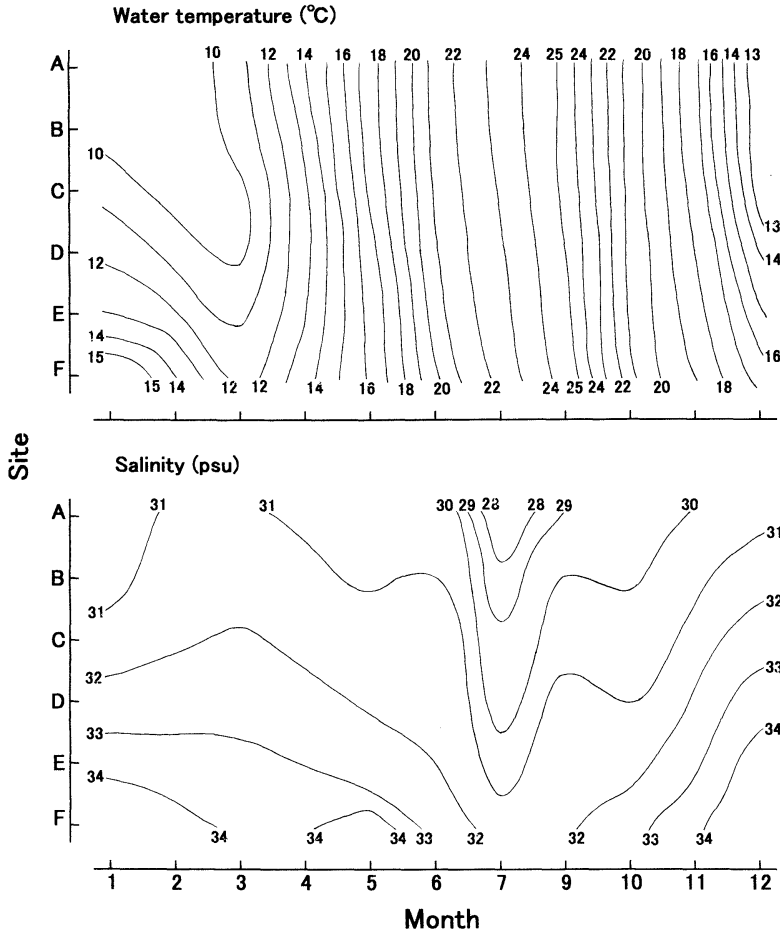 Water temperature (℃)
10 12 14 16 18 20 22 24 25 24 22 20 18 16 14 13
A
B
10
C
13
D
12
14
E
14
16
15
F
15 14 12 12 14 16 18 20 22 24 25 24 22 20 18
Site
Salinity (psu)
31 31 30 29 28 28 29 30
A
31
B
32
31
C
33
32
D
33
34
E
34
F
34 34 34 33 32 32 33 34
1 2 3 4 5 6 7 8 9 10 11 12
Month